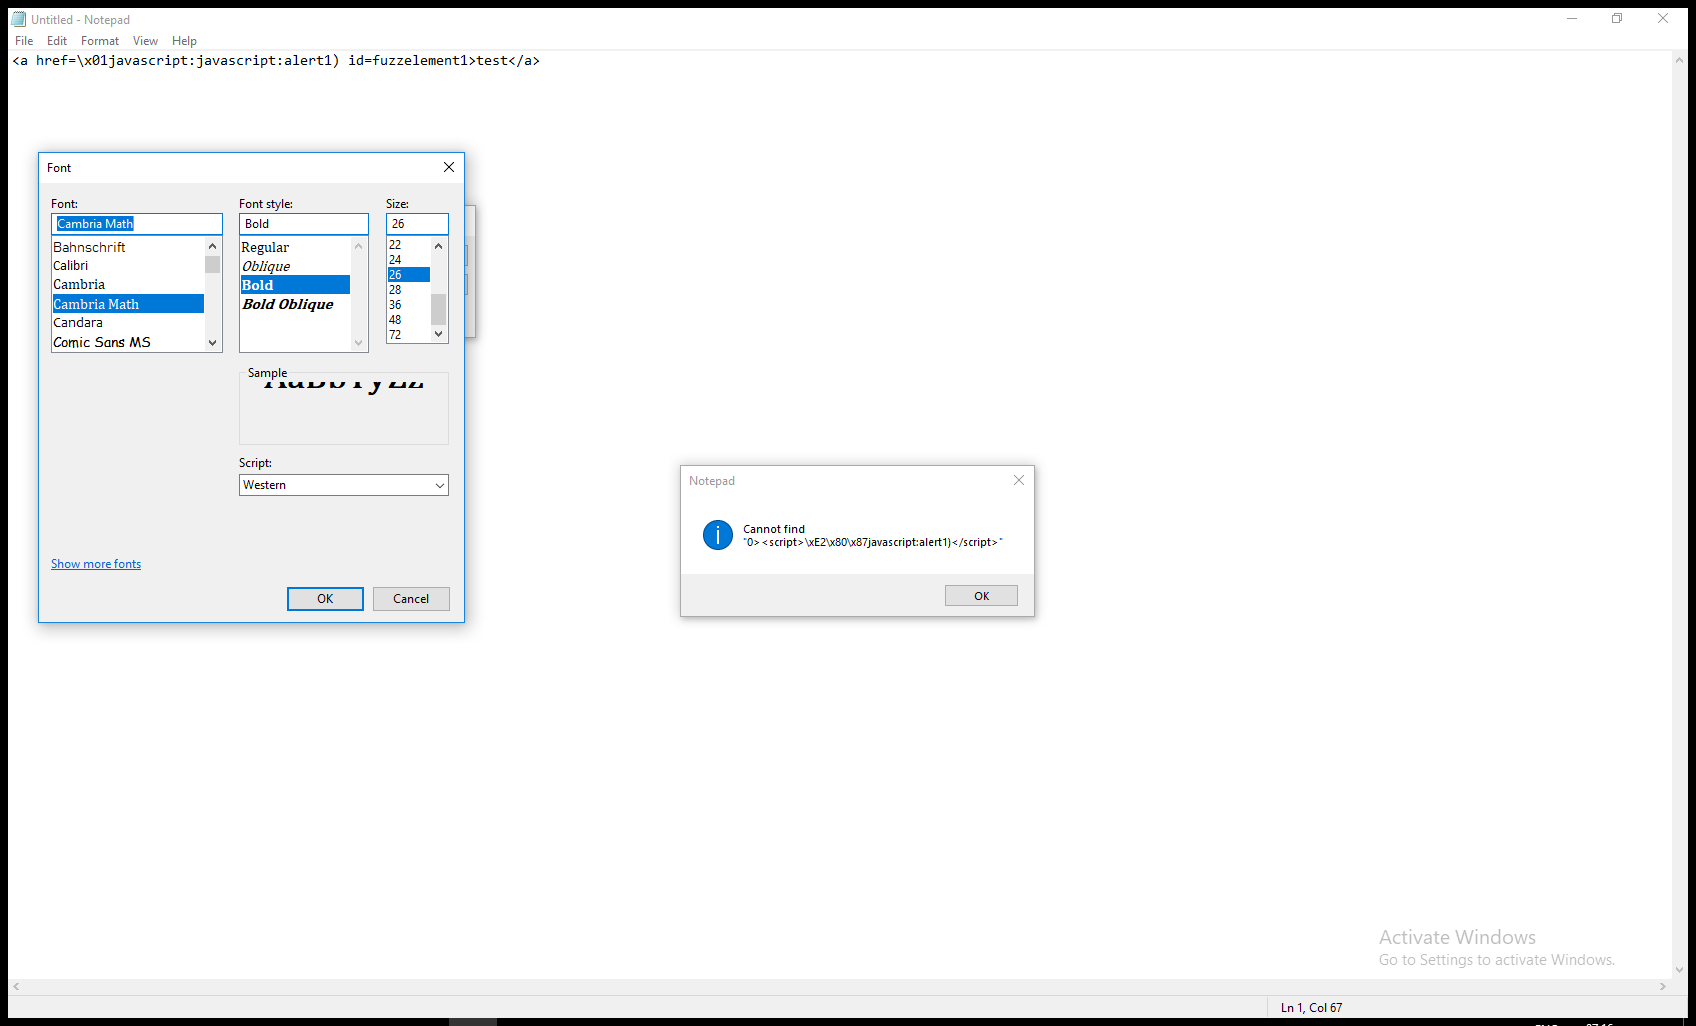 Untitled - Notepad
File Edit Format View Help
<a href=\x01javascript:javascript:alert1) id=fuzzelement1>test</a>
Font
Font: Font style: Size:
Cambria Math Bold 26
Bahnschrift
Calibri
Cambria
Cambria Math
Candara
Comic Sans MS
Regular
Oblique
Bold
Bold Oblique
22
24
26
28
36
48
72
Sample
AaBbYyZz
Script:
Western
Show more fonts
OK Cancel
Notepad
Cannot find
"0><script>\xE2\x80\x87javascript:alert1)</script>"
OK
Activate Windows
Go to Settings to activate Windows.
Ln 1, Col 67